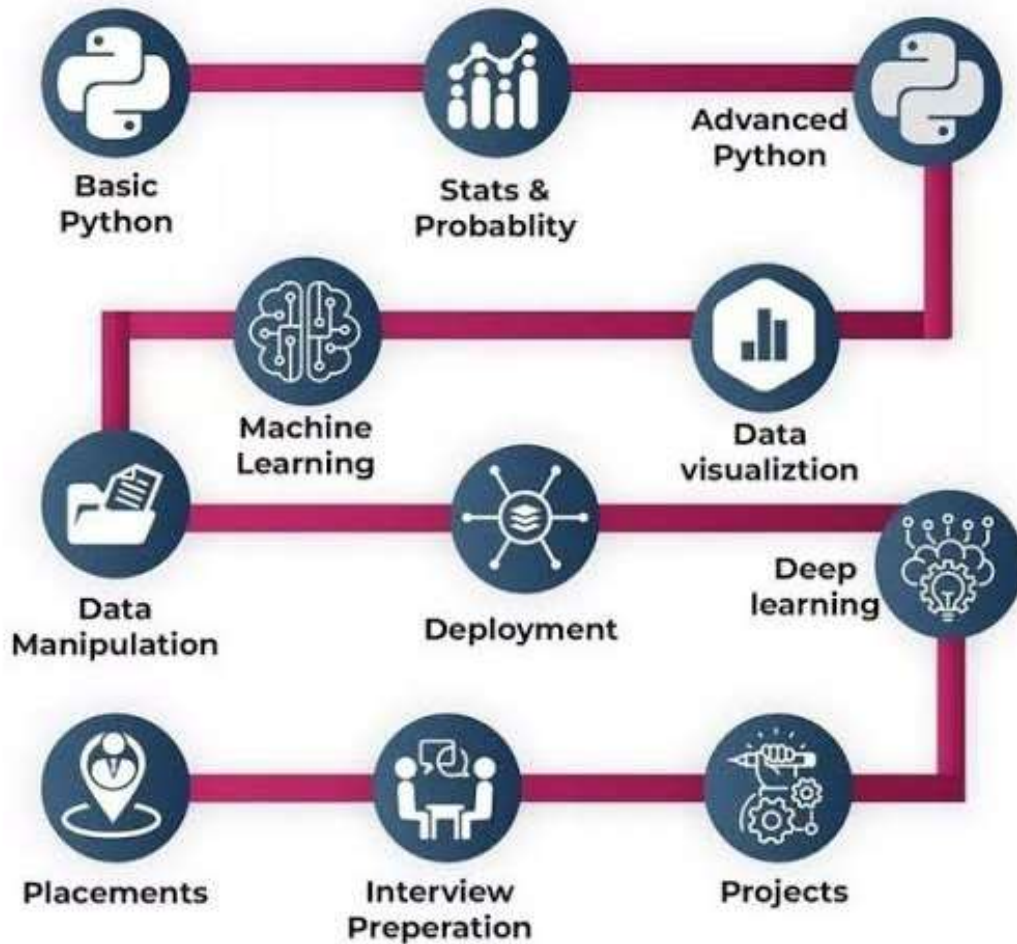 Basic
Python
Stats &
Probablity
Advanced
Python
Machine
Learning
Data
visualiztion
Data
Manipulation
Deployment
Deep
learning
Placements
Interview
Preperation
Projects